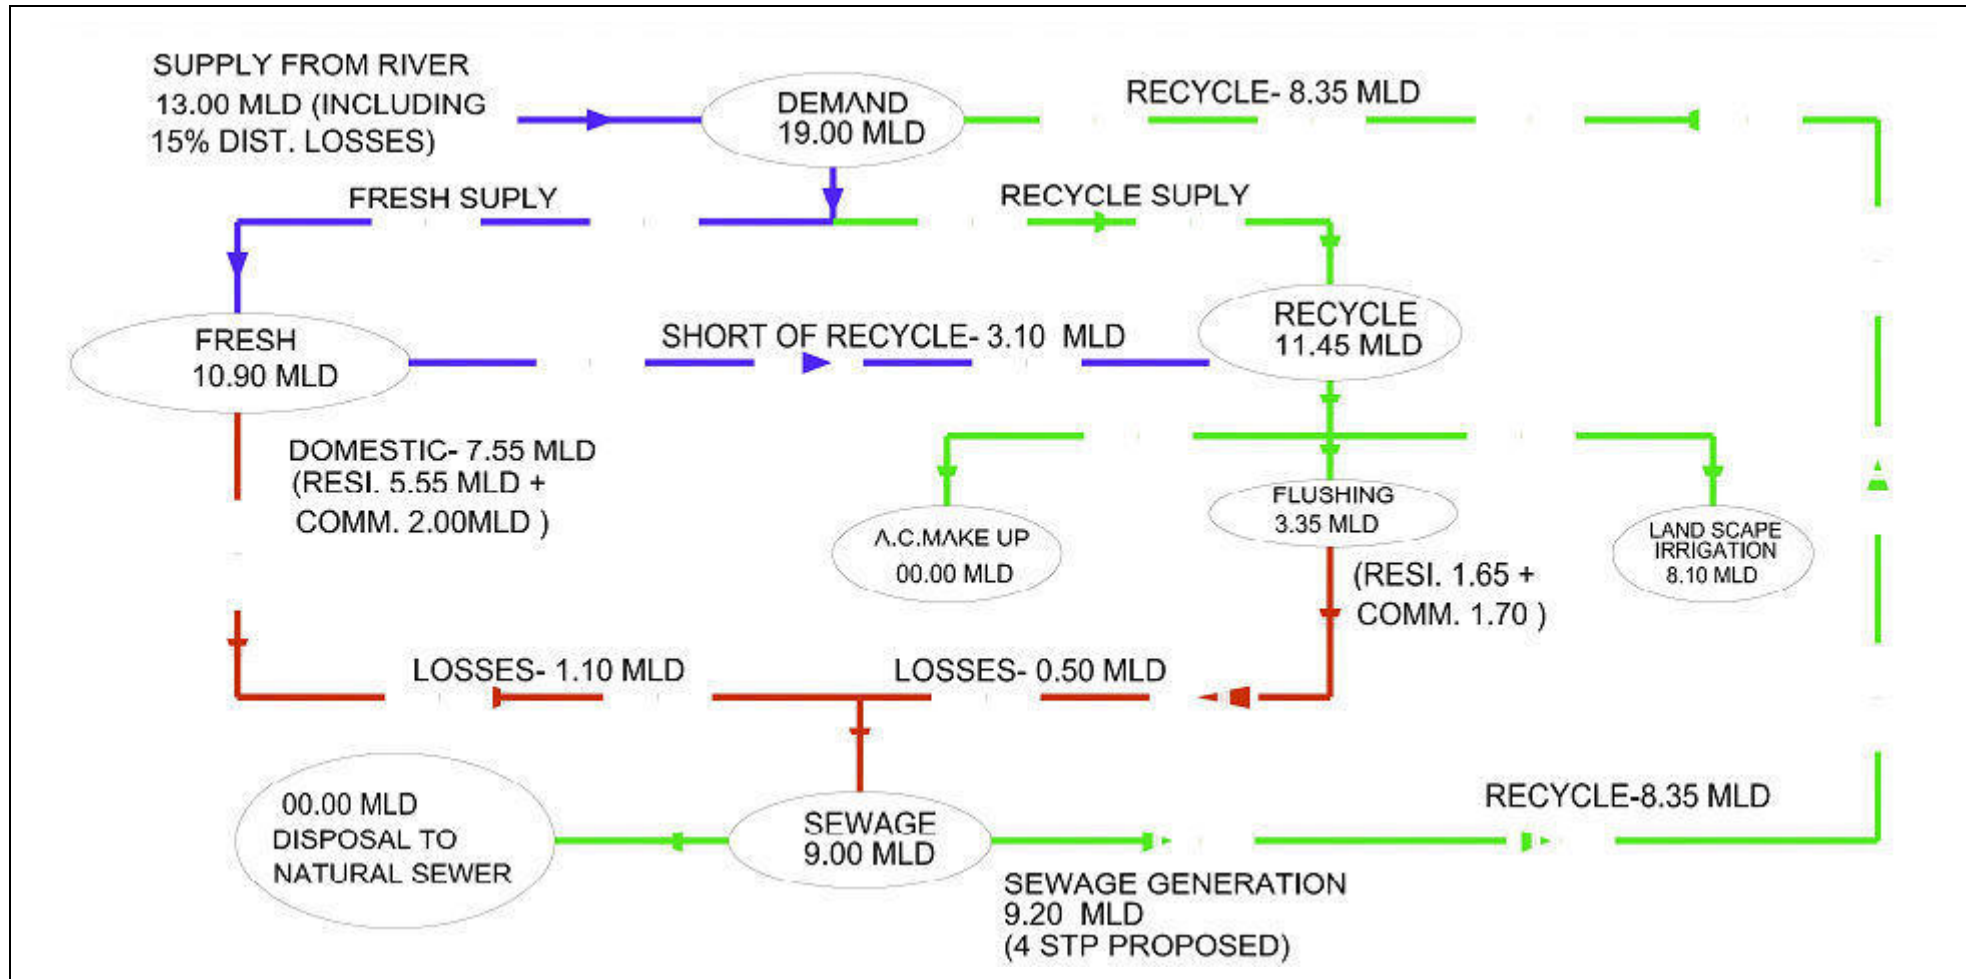 SUPPLY FROM RIVER
13.00 MLD (INCLUDING
15% DIST. LOSSES)
DEMAND
19.00 MLD
RECYCLE- 8.35 MLD
FRESH SUPLY
RECYCLE SUPLY
FRESH
10.90 MLD
SHORT OF RECYCLE- 3.10 MLD
RECYCLE
11.45 MLD
DOMESTIC- 7.55 MLD
(RESI. 5.55 MLD +
COMM. 2.00MLD )
A.C.MAKE UP
00.00 MLD
FLUSHING
3.35 MLD
LAND SCAPE
IRRIGATION
8.10 MLD
(RESI. 1.65 +
COMM. 1.70 )
LOSSES- 1.10 MLD
LOSSES- 0.50 MLD
00.00 MLD
DISPOSAL TO
NATURAL SEWER
SEWAGE
9.00 MLD
RECYCLE-8.35 MLD
SEWAGE GENERATION
9.20 MLD
(4 STP PROPOSED)